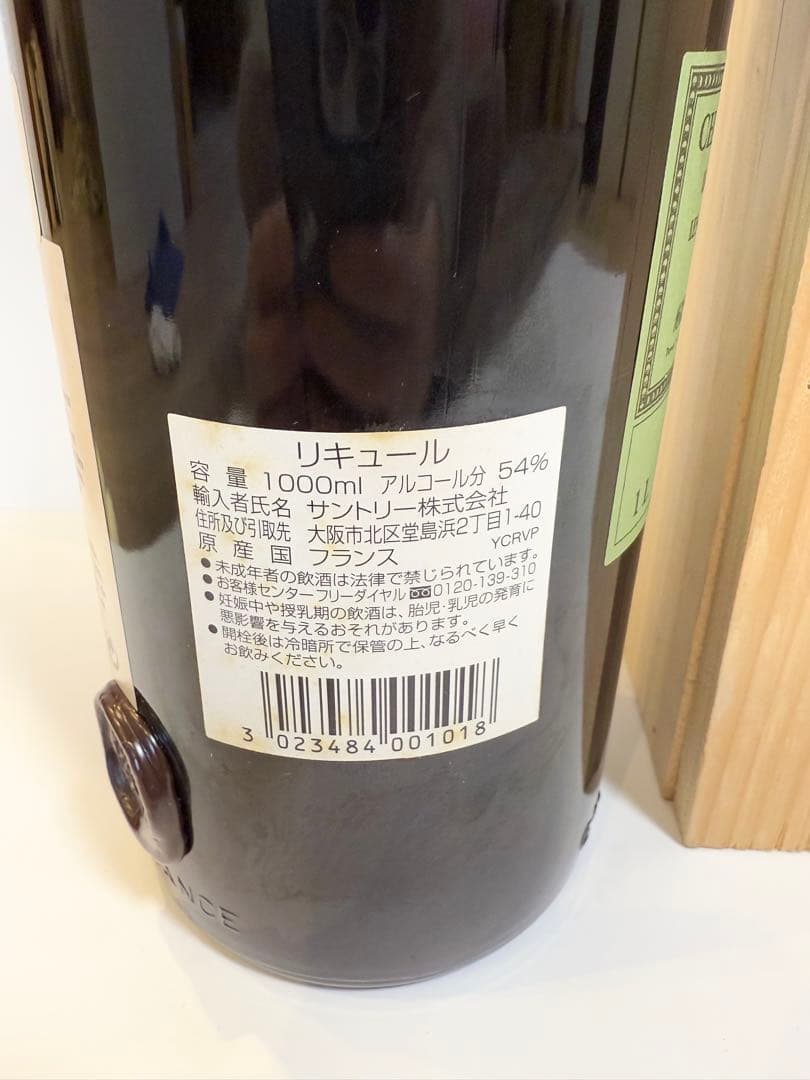 リキュール
容量 1000ml アルコール分 54%
輸入者氏名 サントリー株式会社
住所及び引取先 大阪市北区堂島浜2丁目1-40
原産国 フランス YCRVP
●未成年者の飲酒は法律で禁じられています。
●お客様センターフリーダイヤル 0120-139-310
●妊娠中や授乳期の飲酒は、胎児・乳児の発育に
悪影響を与えるおそれがあります。
●開栓後は冷暗所で保管の上、なるべく早く
お飲みください。
3 023484 001018
ANCE
CH
1 L